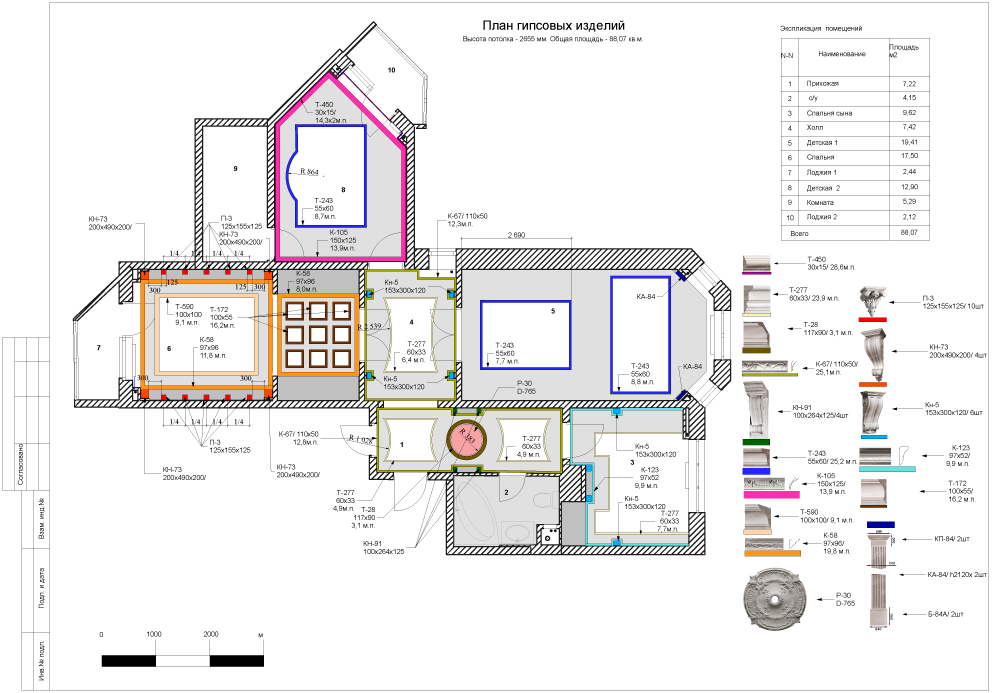 План гипсовых изделий
Высота потолка - 2655 мм. Общая площадь - 88,07 кв м.
Экспликация помещений
N-N Наименование Площадь м2
1 Прихожая 7,22
2 с/у 4,15
3 Спальня сына 9,62
4 Холл 7,42
5 Детская 1 19,41
6 Спальня 17,50
7 Лоджия 1 2,44
8 Детская 2 12,90
9 Комната 5,29
10 Лоджия 2 2,12
Всего 88,07
10
Т-450
30х15/
14,3х2м.п.
9
R 864
8
Т-243
55х60
8,7м.п.
К-105
150х125
13,9м.п.
КН-73
200х490х200/
П-3
125х155х125
КН-73
200х490х200/
1/4 1/4 1/4 1/4
К-67/ 110х50
12,3м.п.
2 690
300 125 125 300
К-58
97х96
8,0м.п.
Кн-5
153х300х120
Т-590
100х100
9,1 м.п.
Т-172
100х55
16,2м.п.
R 2 539
4
5
КА-84
7
6
К-58
97х96
11,8 м.п.
Т-277
60х33
6,4 м.п.
Т-243
55х60
7,7 м.п.
Т-243
55х60
8,8 м.п.
КА-84
300 300
Кн-5
153х300х120
Р-30
D-765
1/4 1/4 1/4 1/4
П-3
125х155х125
К-67/ 110х50
12,8м.п.
R 1 028
1
R 383
Т-277
60х33
4,9 м.п.
Кн-5
153х300х120
3
К-123
97х52
9,9 м.п.
КН-73
200х490х200/
КН-73
200х490х200/
Т-277
60х33
4,9м.п.
Т-28
117х90
3,1 м.п.
2
Кн-5
153х300х120
Т-277
60х33
7,7м.п.
КН-91
100х264х125
Т-450
30х15/ 28,6м.п.
Т-277
60х33/ 23,9 м.п.
Т-28
117х90/ 3,1 м.п.
К-67/ 110х50/
25,1м.п.
КН-91
100х264х125/4шт
Т-243
55х60/ 25,2 м.п.
К-105
150х125/
13,9 м.п.
Т-590
100х100/ 9,1 м.п.
К-58
97х96/
19,8 м.п.
Р-30
D-765
П-3
125х155х125/ 10шт
КН-73
200х490х200/ 4шт
Кн-5
153х300х120/ 6шт
К-123
97х52/
9,9 м.п.
Т-172
100х55/
16,2 м.п.
КП-84/ 2шт
КА-84/ h2120х 2шт
Б-84А/ 2шт
0 1000 2000 м
Согласовано
Взам. инд.№
Подп. и дата
Инв.№ подл.